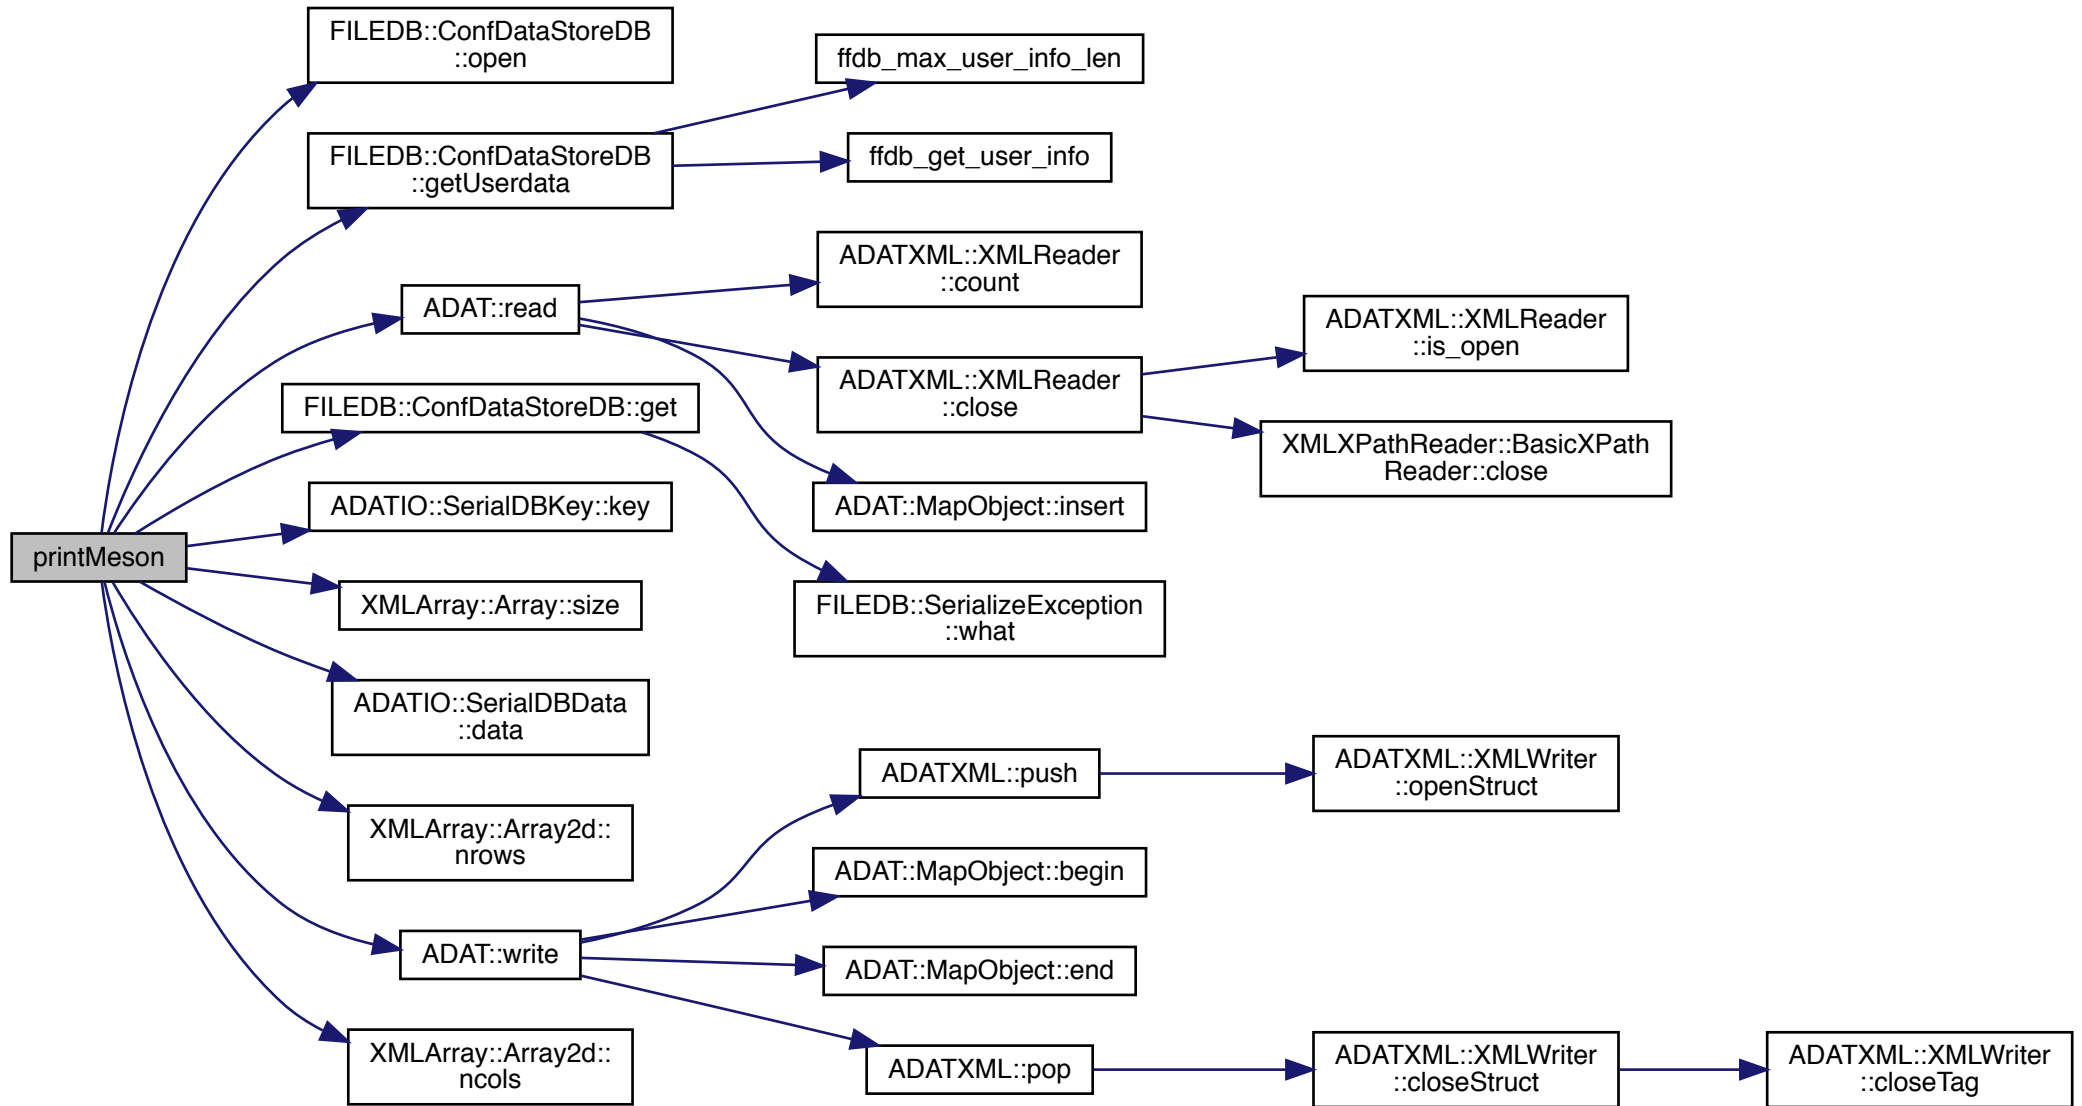 FILEDB::ConfDataStoreDB
::open
ffdb_max_user_info_len
FILEDB::ConfDataStoreDB
::getUserdata
ffdb_get_user_info
ADATXML::XMLReader
::count
ADAT::read
ADATXML::XMLReader
::is_open
ADATXML::XMLReader
::close
FILEDB::ConfDataStoreDB::get
XMLXPathReader::BasicXPath
Reader::close
ADATIO::SerialDBKey::key
ADAT::MapObject::insert
printMeson
XMLArray::Array::size
FILEDB::SerializeException
::what
ADATIO::SerialDBData
::data
ADATXML::push
ADATXML::XMLWriter
::openStruct
XMLArray::Array2d::
nrows
ADAT::MapObject::begin
ADAT::write
ADAT::MapObject::end
XMLArray::Array2d::
ncols
ADATXML::pop
ADATXML::XMLWriter
::closeStruct
ADATXML::XMLWriter
::closeTag